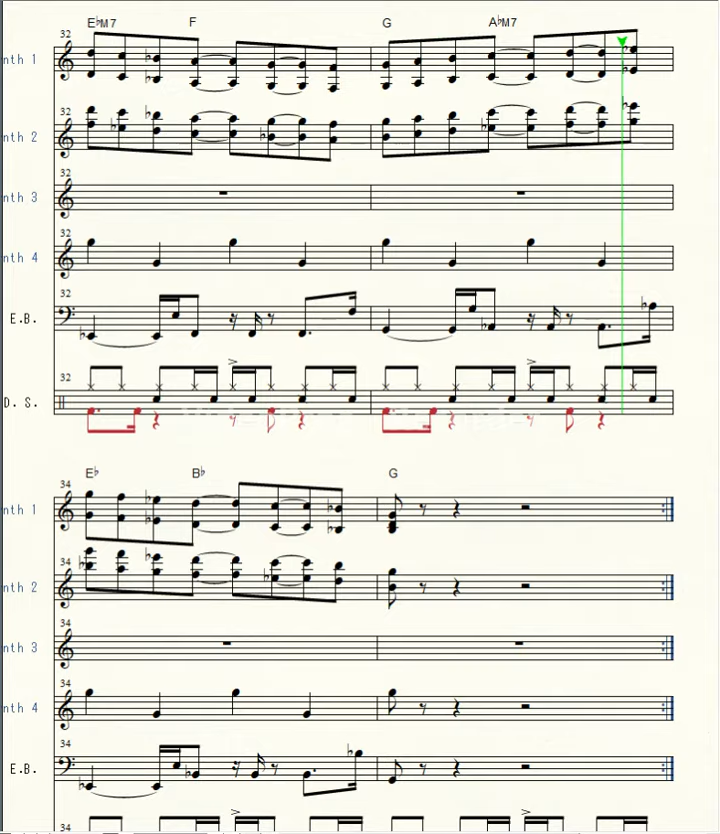 E♭M7 F G A♭M7
32
nth 1
32
nth 2
32
nth 3
32
nth 4
32
E.B.
32
D. S.
E♭ B♭ G
34
nth 1
34
nth 2
34
nth 3
34
nth 4
34
E.B.
34